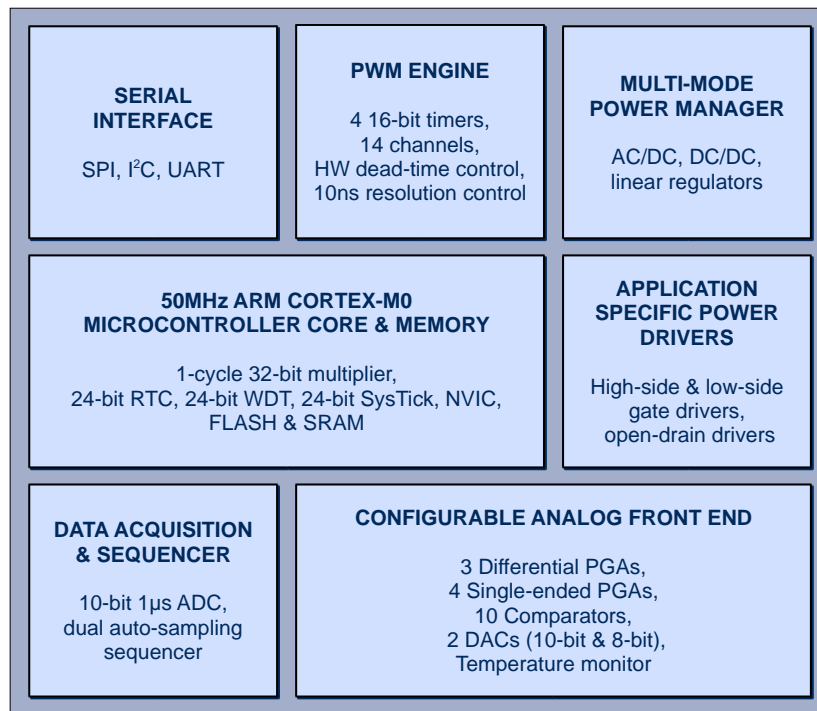 SERIAL
INTERFACE
SPI, I²C, UART
PWM ENGINE
4 16-bit timers,
14 channels,
HW dead-time control,
10ns resolution control
MULTI-MODE
POWER MANAGER
AC/DC, DC/DC,
linear regulators
50MHz ARM CORTEX-M0
MICROCONTROLLER CORE & MEMORY
1-cycle 32-bit multiplier,
24-bit RTC, 24-bit WDT, 24-bit SysTick, NVIC,
FLASH & SRAM
APPLICATION
SPECIFIC POWER
DRIVERS
High-side & low-side
gate drivers,
open-drain drivers
DATA ACQUISITION
& SEQUENCER
10-bit 1µs ADC,
dual auto-sampling
sequencer
CONFIGURABLE ANALOG FRONT END
3 Differential PGAs,
4 Single-ended PGAs,
10 Comparators,
2 DACs (10-bit & 8-bit),
Temperature monitor